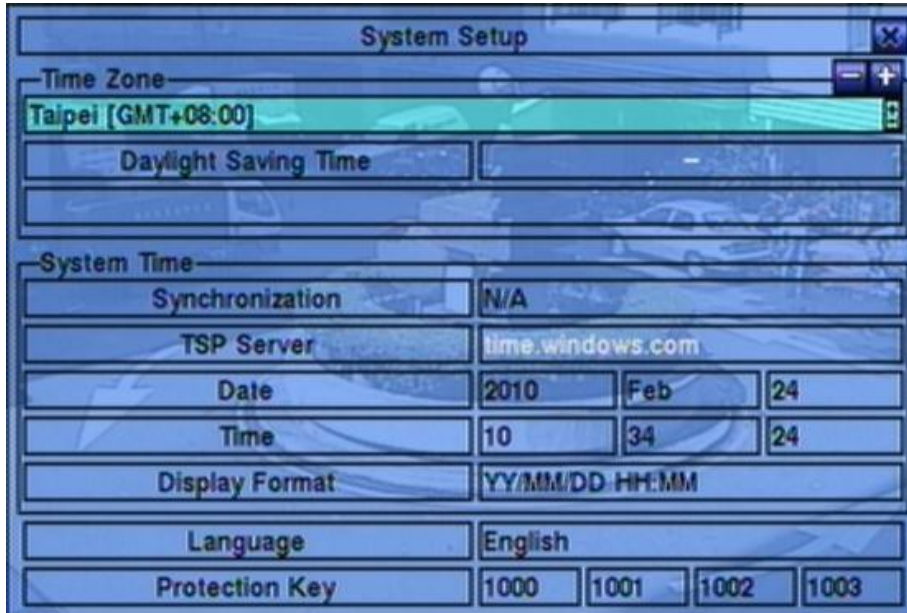 System Setup
Time Zone
Taipei [GMT+08:00]
Daylight Saving Time –
System Time
Synchronization N/A
TSP Server time.windows.com
Date 2010 Feb 24
Time 10 34 24
Display Format YY/MM/DD HH:MM
Language English
Protection Key 1000 1001 1002 1003